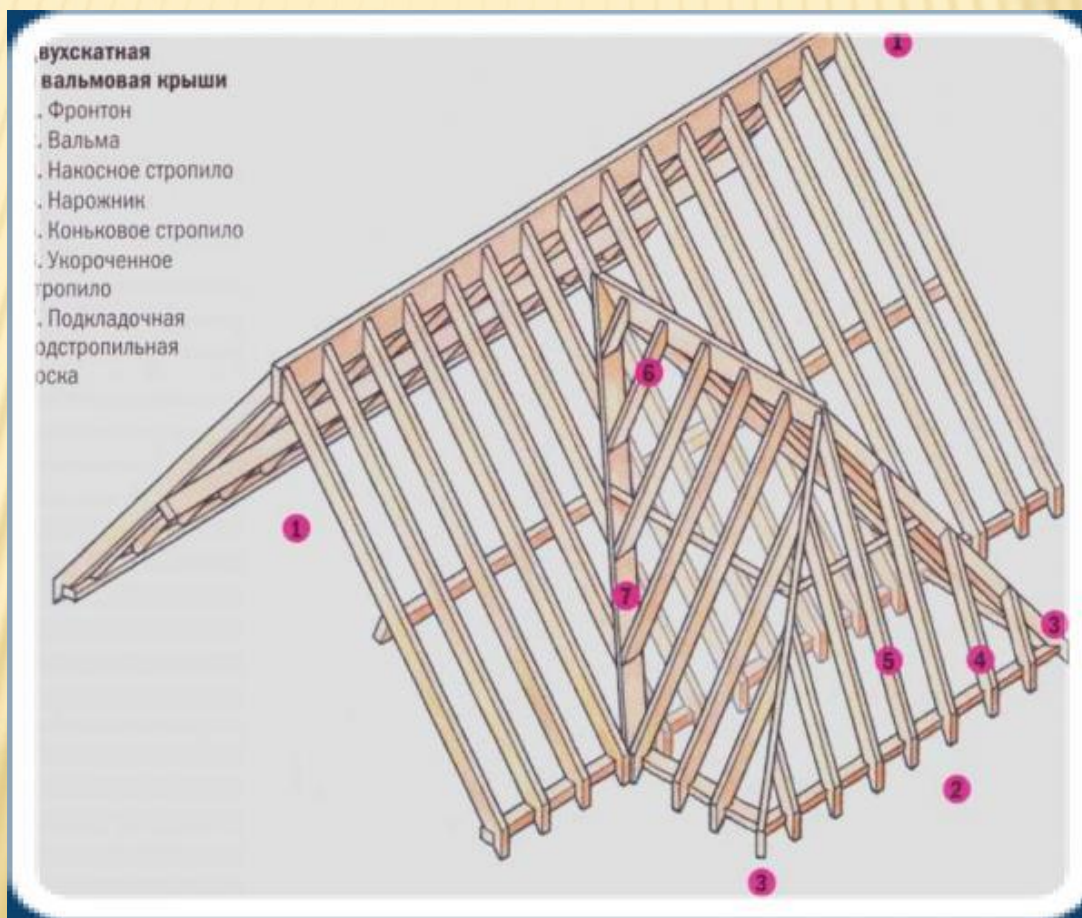 вухскатная
вальмовая крыши
. Фронтон
. Вальма
. Накосное стропило
. Нарожник
. Коньковое стропило
. Укороченное
тропило
. Подкладочная
одстропильная
оска
1
6
1
7
3
5
4
2
3